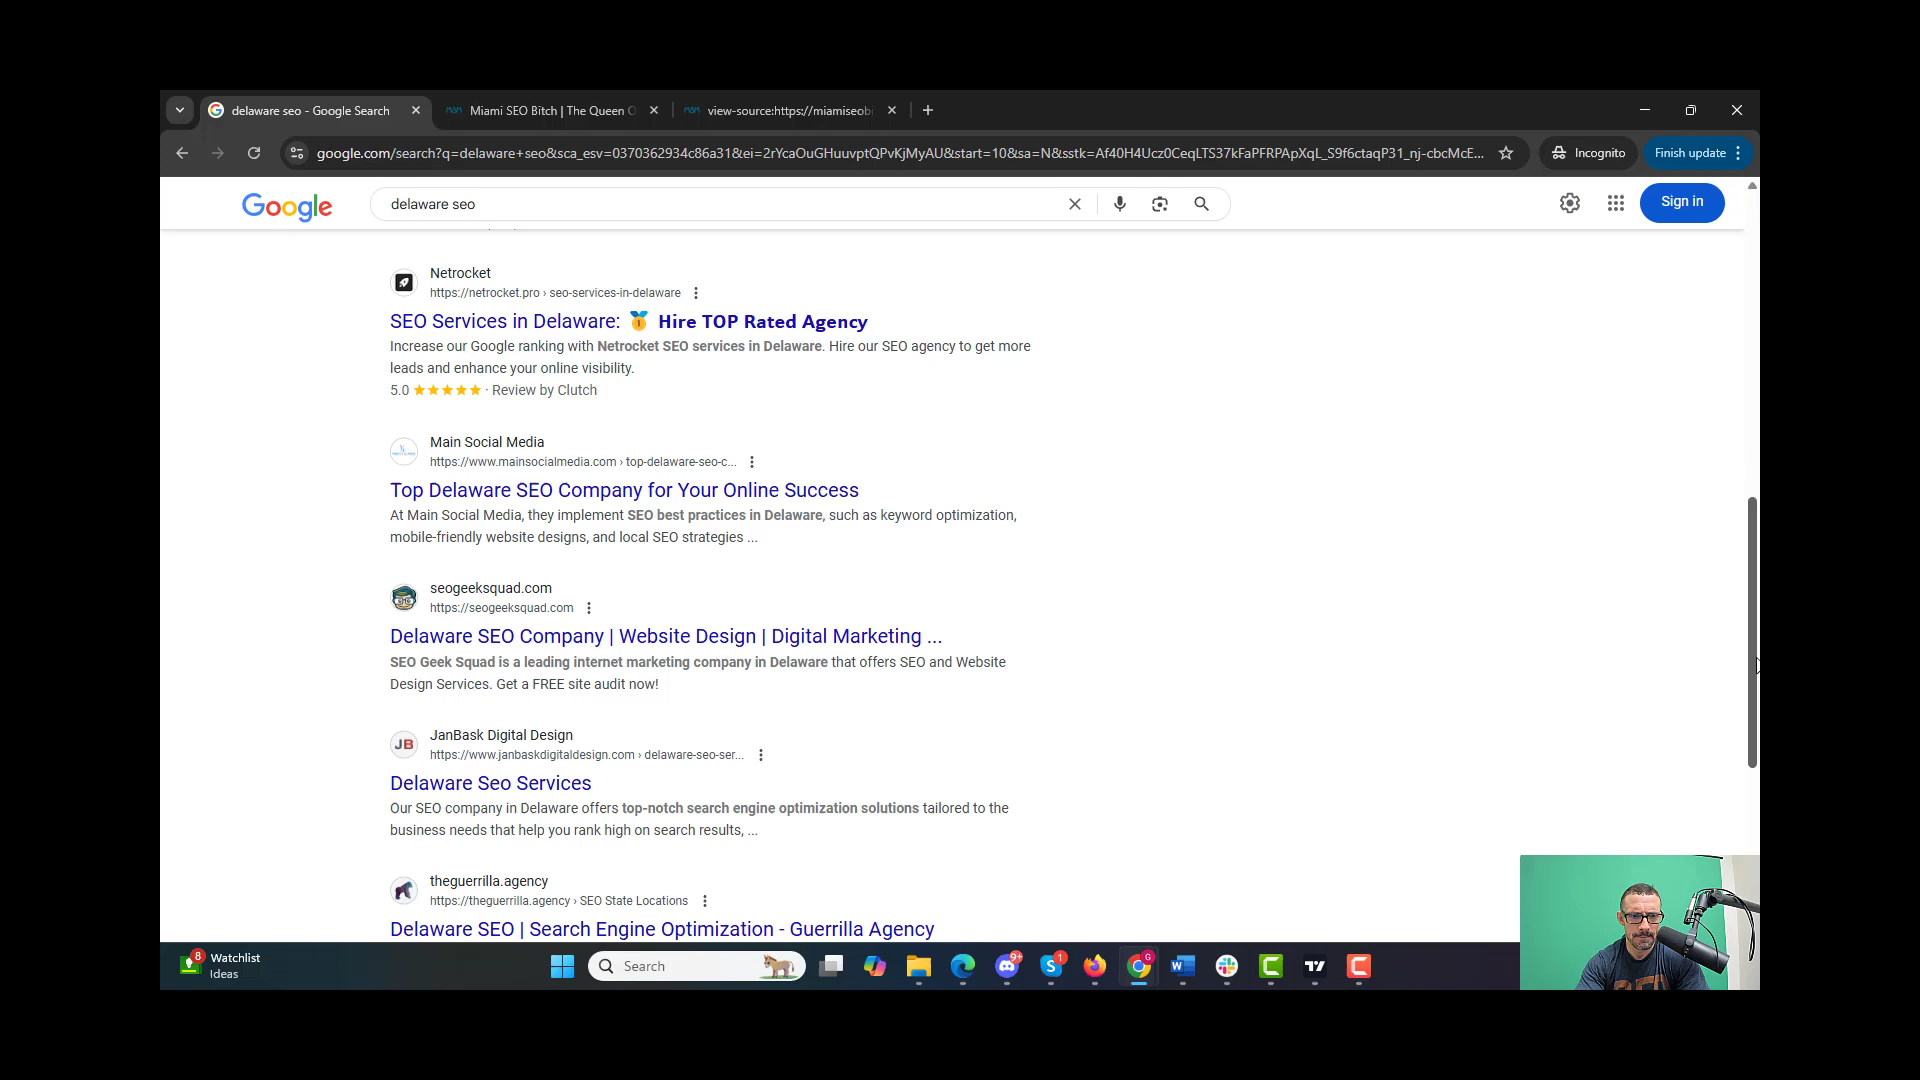 delaware seo - Google Search
Miami SEO Bitch | The Queen O
view-source:https://miamiseobi
google.com/search?q=delaware+seo&sca_esv=0370362934c86a31&ei=2rYcaOuGHuuvptQPvKjMyAU&start=10&sa=N&sstk=Af40H4Ucz0CeqLTS37kFaPFRPApXqL_S9f6ctaqP31_nj-cbcMcE...
Incognito
Finish update
Google
delaware seo
Sign in
Netrocket
https://netrocket.pro › seo-services-in-delaware
SEO Services in Delaware: 🥇 Hire TOP Rated Agency
Increase our Google ranking with Netrocket SEO services in Delaware. Hire our SEO agency to get more
leads and enhance your online visibility.
5.0 ★★★★★ · Review by Clutch
Main Social Media
https://www.mainsocialmedia.com › top-delaware-seo-c...
Top Delaware SEO Company for Your Online Success
At Main Social Media, they implement SEO best practices in Delaware, such as keyword optimization,
mobile-friendly website designs, and local SEO strategies ...
seogeeksquad.com
https://seogeeksquad.com
Delaware SEO Company | Website Design | Digital Marketing ...
SEO Geek Squad is a leading internet marketing company in Delaware that offers SEO and Website
Design Services. Get a FREE site audit now!
JB
JanBask Digital Design
https://www.janbaskdigitaldesign.com › delaware-seo-ser...
Delaware Seo Services
Our SEO company in Delaware offers top-notch search engine optimization solutions tailored to the
business needs that help you rank high on search results, ...
theguerrilla.agency
https://theguerrilla.agency › SEO State Locations
Delaware SEO | Search Engine Optimization - Guerrilla Agency
8
Watchlist
Ideas
Search
9+
1
G